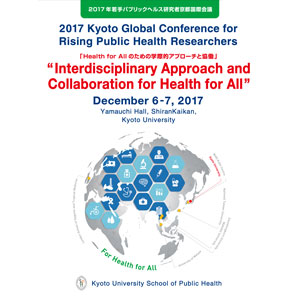 2017年若手パブリックヘルス研究者京都国際会議
2017 Kyoto Global Conference for
Rising Public Health Researchers
「Health for Allのための学際的アプローチと協働」
“Interdisciplinary Approach and
Collaboration for Health for All”
December 6-7, 2017
Yamauchi Hall, ShiranKaikan,
Kyoto University
For Health for All
Kyoto University School of Public Health